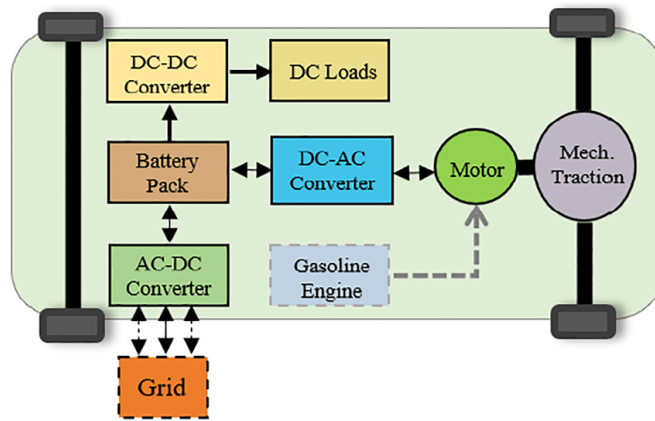 DC-DC
Converter
DC Loads
Battery
Pack
DC-AC
Converter
Motor
Mech.
Traction
AC-DC
Converter
Gasoline
Engine
Grid